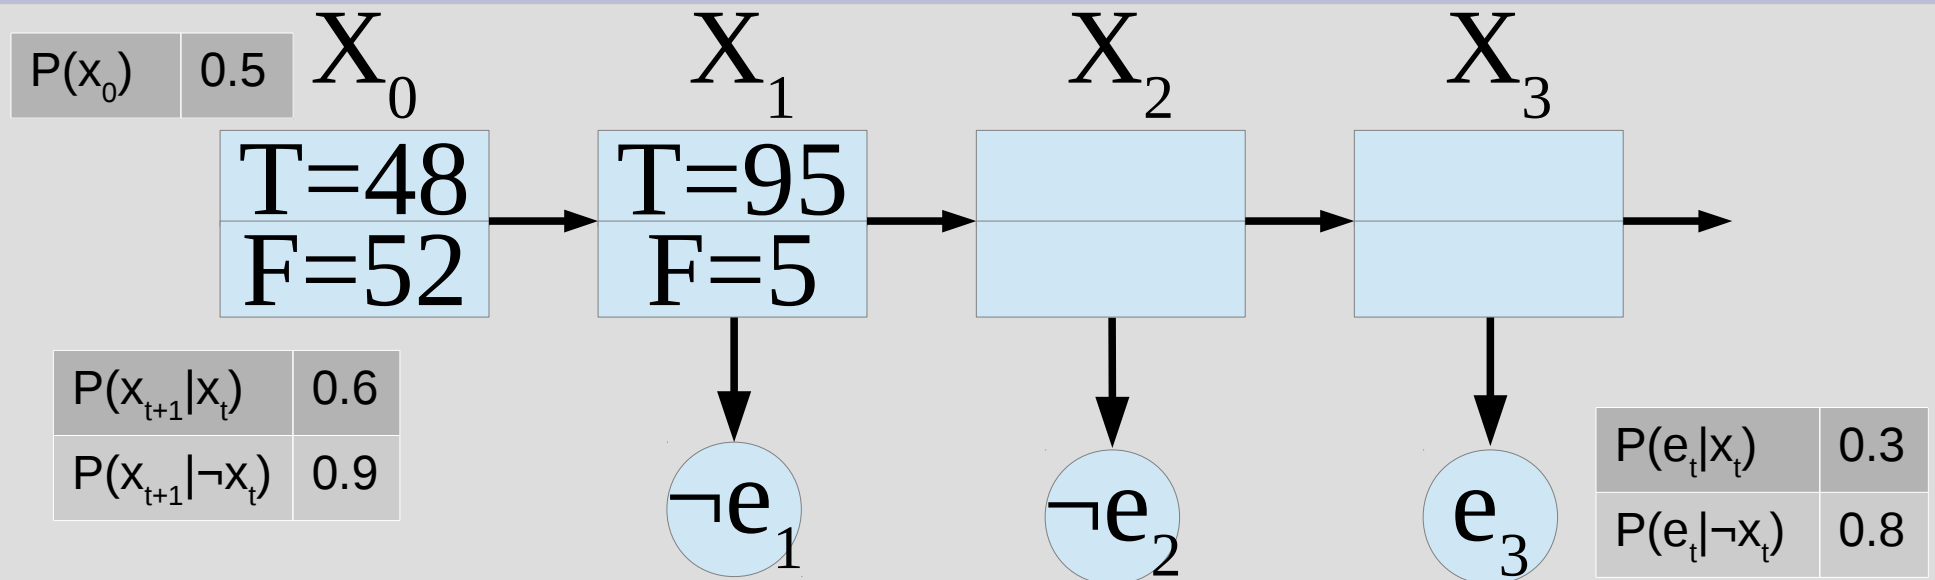 X₀ X₁ X₂ X₃
P(x₀) 0.5
T=48 T=95
F=52 F=5
P(xₜ₊₁|xₜ) 0.6
P(xₜ₊₁|¬xₜ) 0.9
P(eₜ|xₜ) 0.3
P(eₜ|¬xₜ) 0.8
¬e₁ ¬e₂ e₃